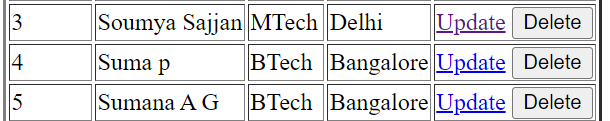 3 Soumya Sajjan MTech Delhi Update Delete
4 Suma p BTech Bangalore Update Delete
5 Sumana A G BTech Bangalore Update Delete